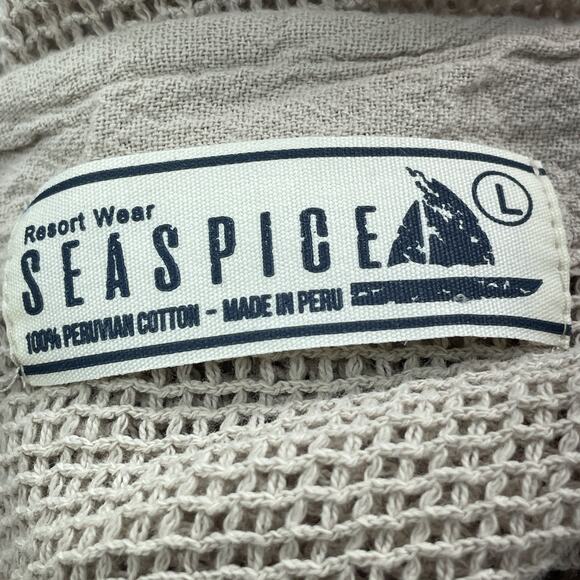 Resort Wear
SEASPICE
L
100% PERUVIAN COTTON - MADE IN PERU